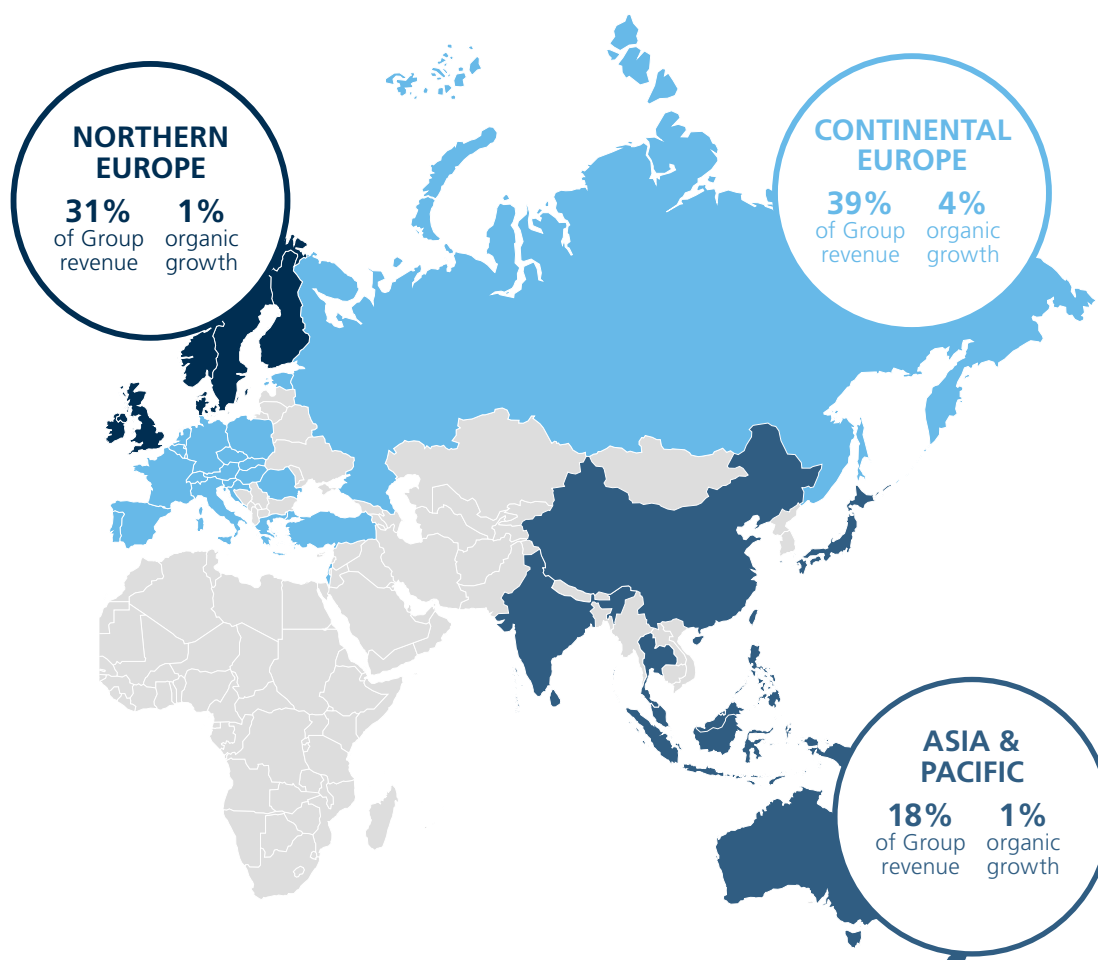 NORTHERN
EUROPE
31% 1%
of Group organic
revenue growth
CONTINENTAL
EUROPE
39% 4%
of Group organic
revenue growth
ASIA &
PACIFIC
18% 1%
of Group organic
revenue growth